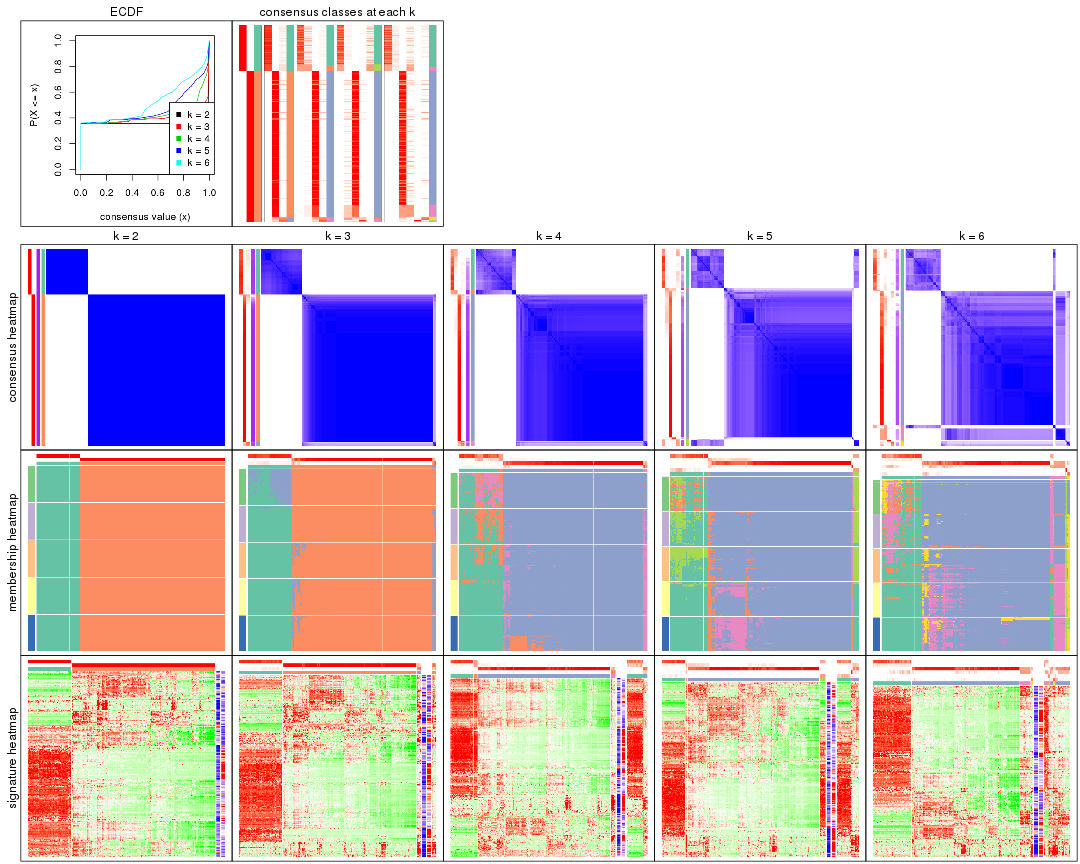 ECDF
consensus classes at each k
P(X <= x)
1.0
0.8
0.6
0.4
0.2
0.0
k = 2
k = 3
k = 4
k = 5
k = 6
0.0 0.2 0.4 0.6 0.8 1.0
consensus value (x)
k = 2
k = 3
k = 4
k = 5
k = 6
consensus heatmap
membership heatmap
signature heatmap